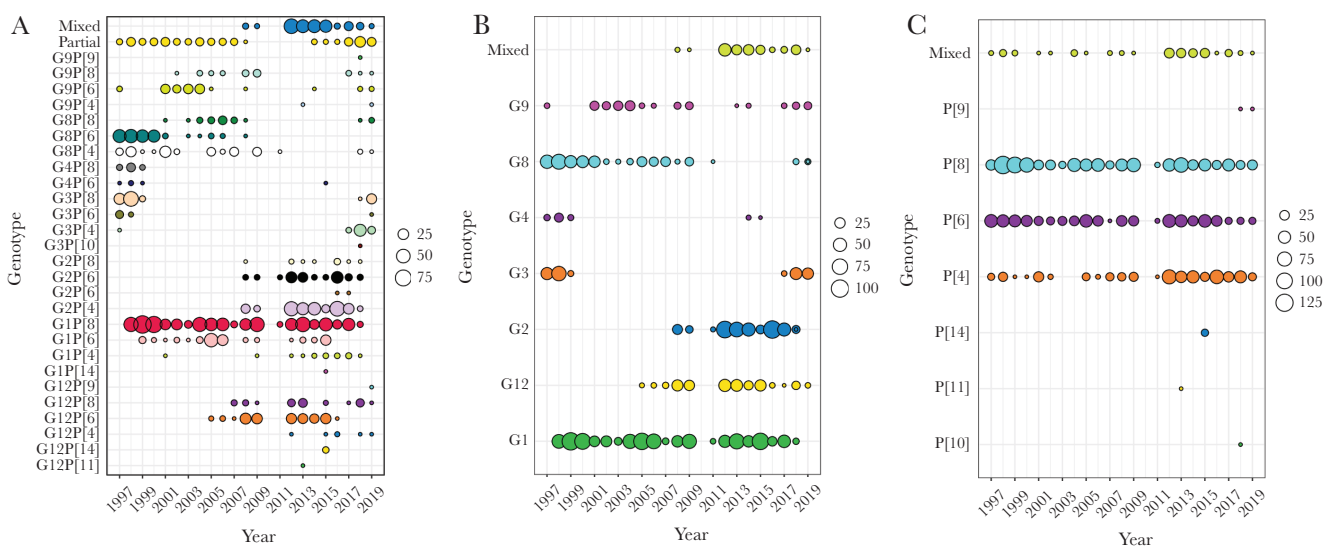 A
Genotype
Mixed
Partial
G9P[9]
G9P[8]
G9P[6]
G9P[4]
G8P[8]
G8P[6]
G8P[4]
G4P[8]
G4P[6]
G3P[8]
G3P[6]
G3P[4]
G3P[10]
G2P[8]
G2P[6]
G2P[6]
G2P[4]
G1P[8]
G1P[6]
G1P[4]
G1P[14]
G12P[9]
G12P[8]
G12P[6]
G12P[4]
G12P[14]
G12P[11]
1997 1999 2001 2003 2005 2007 2009 2011 2013 2015 2017 2019
Year
25
50
75
B
Genotype
Mixed
G9
G8
G4
G3
G2
G12
G1
1997 1999 2001 2003 2005 2007 2009 2011 2013 2015 2017 2019
Year
25
50
75
100
C
Genotype
Mixed
P[9]
P[8]
P[6]
P[4]
P[14]
P[11]
P[10]
1997 1999 2001 2003 2005 2007 2009 2011 2013 2015 2017 2019
Year
25
50
75
100
125